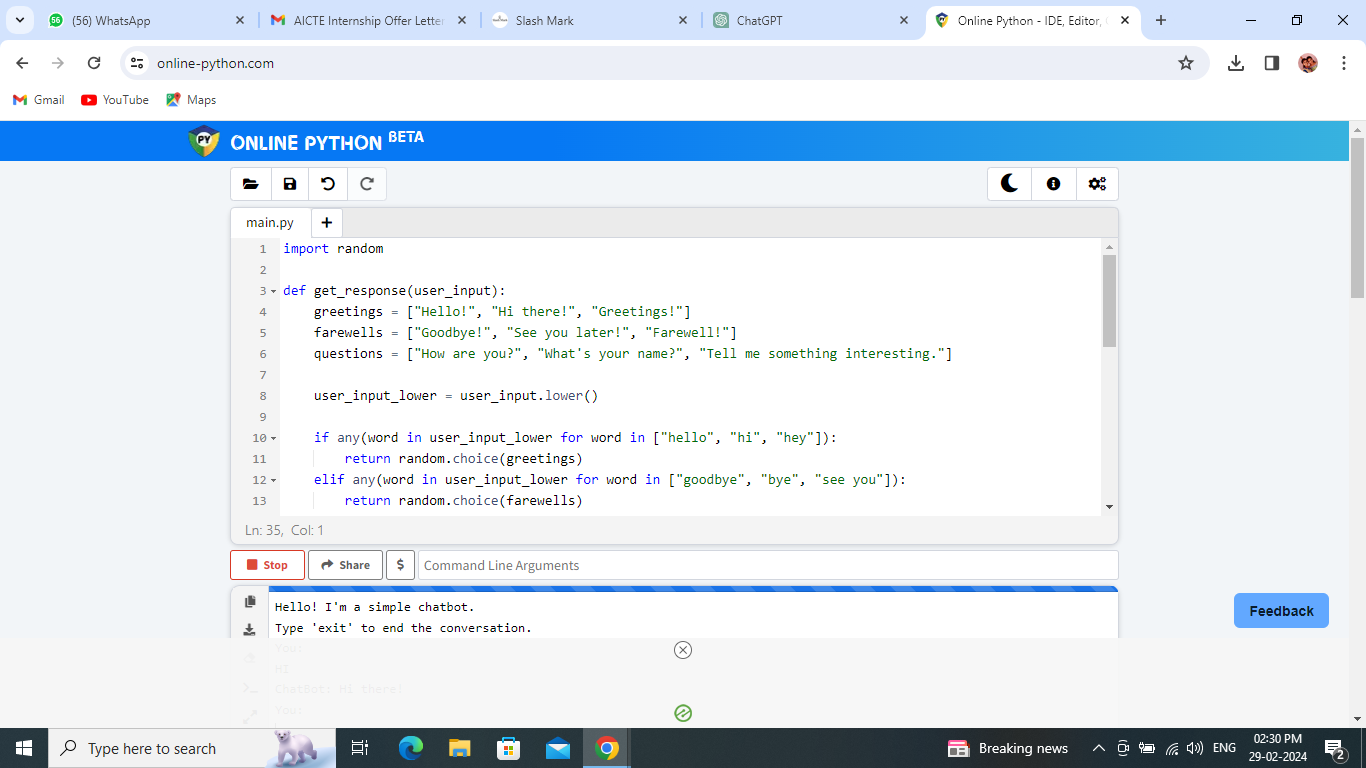 56 (56) WhatsApp
AICTE Internship Offer Letter
Slash Mark
ChatGPT
Online Python - IDE, Editor,
online-python.com
Gmail YouTube Maps
PY ONLINE PYTHON BETA
main.py +
1 import random
2
3 def get_response(user_input):
4 greetings = ["Hello!", "Hi there!", "Greetings!"]
5 farewells = ["Goodbye!", "See you later!", "Farewell!"]
6 questions = ["How are you?", "What's your name?", "Tell me something interesting."]
7
8 user_input_lower = user_input.lower()
9
10 if any(word in user_input_lower for word in ["hello", "hi", "hey"]):
11 return random.choice(greetings)
12 elif any(word in user_input_lower for word in ["goodbye", "bye", "see you"]):
13 return random.choice(farewells)
Ln: 35, Col: 1
Stop Share $ Command Line Arguments
Hello! I'm a simple chatbot.
Type 'exit' to end the conversation.
You:
HI
ChatBot: Hi there!
You:
Feedback
Type here to search
Breaking news
ENG
02:30 PM
29-02-2024
2